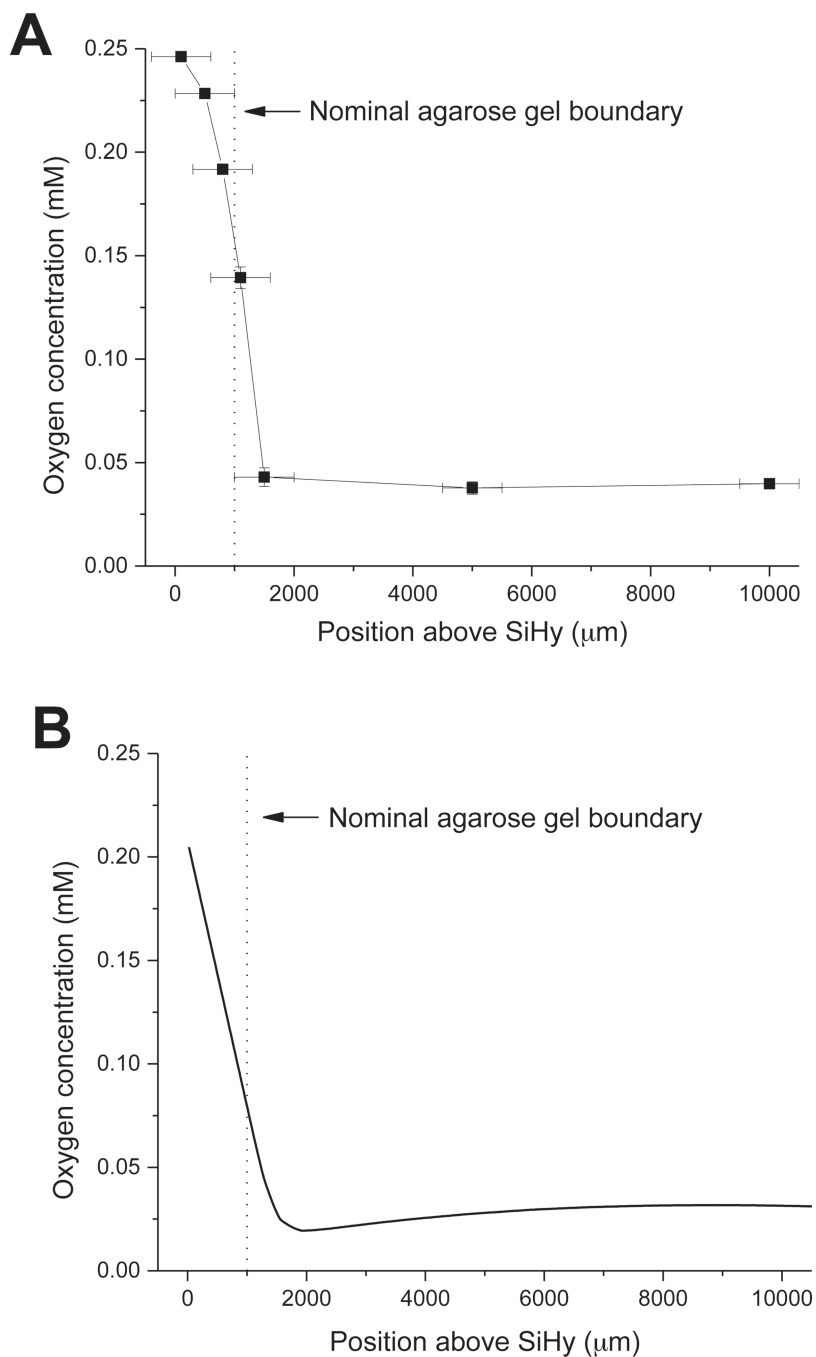 A
0.25
Nominal agarose gel boundary
0.20
0.15
0.10
0.05
0.00
Oxygen concentration (mM)
0 2000 4000 6000 8000 10000
Position above SiHy (μm)
B
0.25
Nominal agarose gel boundary
0.20
0.15
0.10
0.05
0.00
Oxygen concentration (mM)
0 2000 4000 6000 8000 10000
Position above SiHy (μm)